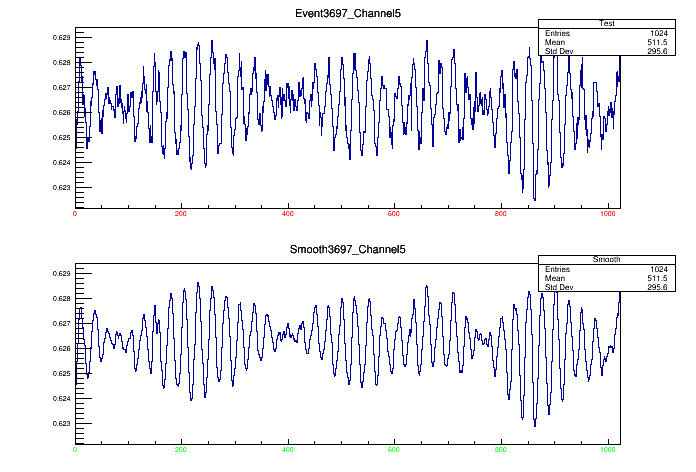 Event3697_Channel5
Test
Entries 1024
Mean 511.5
Std Dev 295.6
0.629
0.628
0.627
0.626
0.625
0.624
0.623
0 200 400 600 800 1000
Smooth3697_Channel5
Smooth
Entries 1024
Mean 511.5
Std Dev 295.6
0.629
0.628
0.627
0.626
0.625
0.624
0.623
0 200 400 600 800 1000